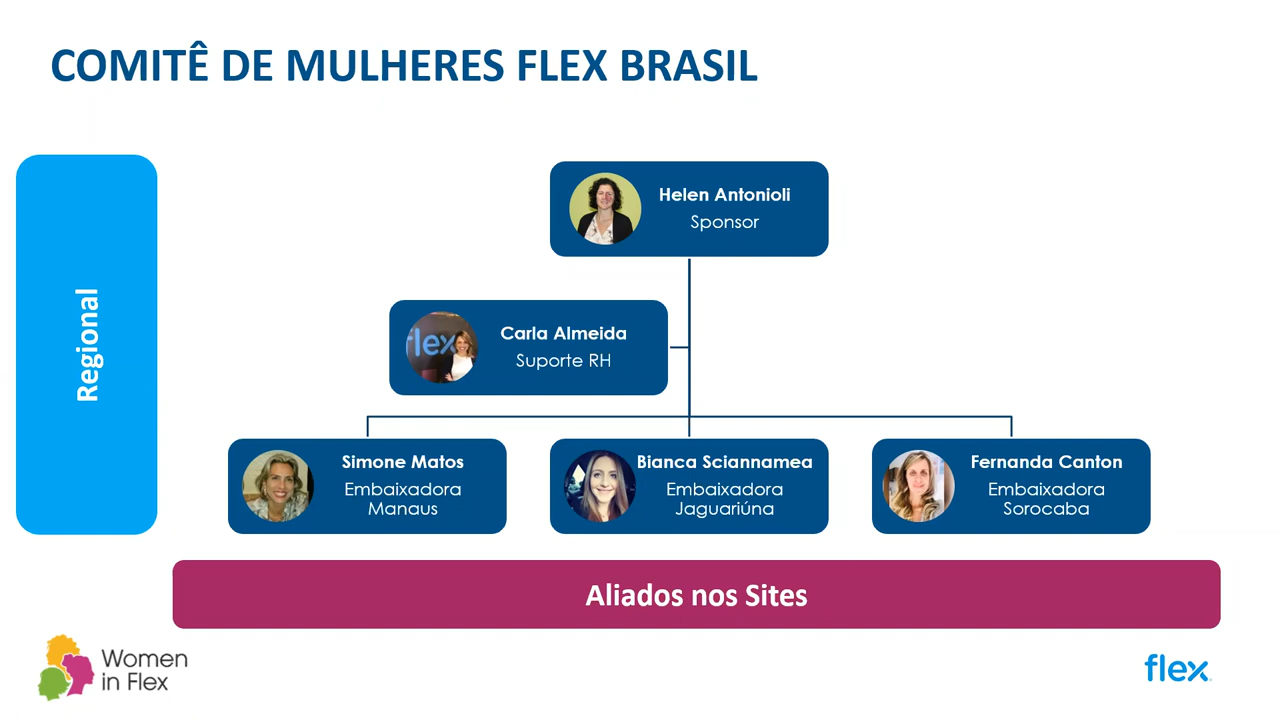 COMITÊ DE MULHERES FLEX BRASIL
Regional
Helen Antonioli
Sponsor
flex
Carla Almeida
Suporte RH
Simone Matos
Embaixadora
Manaus
Bianca Sciannamea
Embaixadora
Jaguariúna
Fernanda Canton
Embaixadora
Sorocaba
Aliados nos Sites
Women
in Flex
flex